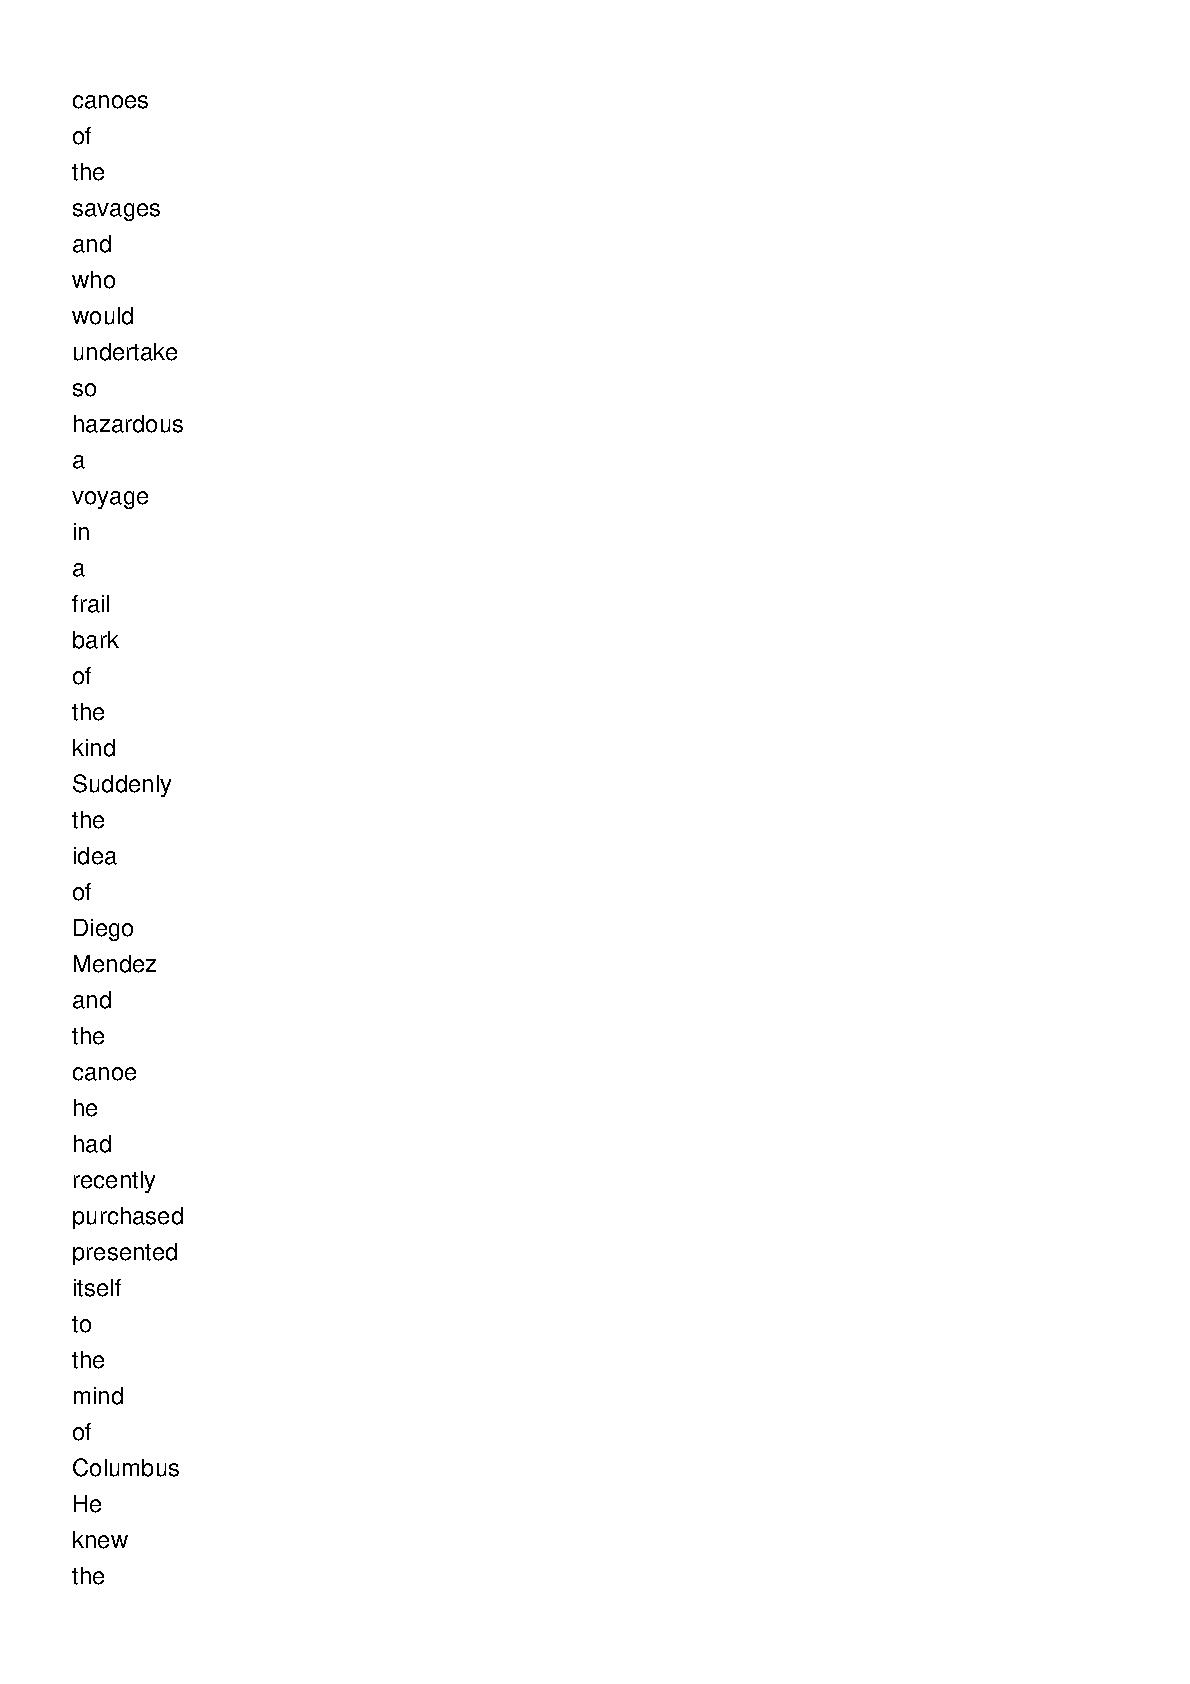 canoes
of
the
savages
and
who
would
undertake
so
hazardous
a
voyage
in
a
frail
bark
of
the
kind
Suddenly
the
idea
of
Diego
Mendez
and
the
canoe
he
had
recently
purchased
presented
itself
to
the
mind
of
Columbus
He
knew
the